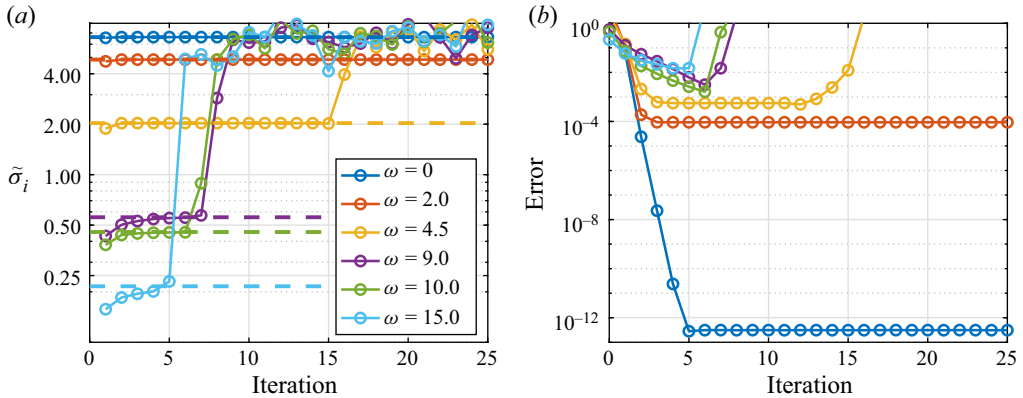 (a)
4.00
2.00
1.00
0.50
0.25
σ̃i
0 5 10 15 20 25
Iteration
ω = 0
ω = 2.0
ω = 4.5
ω = 9.0
ω = 10.0
ω = 15.0
(b)
10^0
10^−4
10^−8
10^−12
Error
0 5 10 15 20 25
Iteration